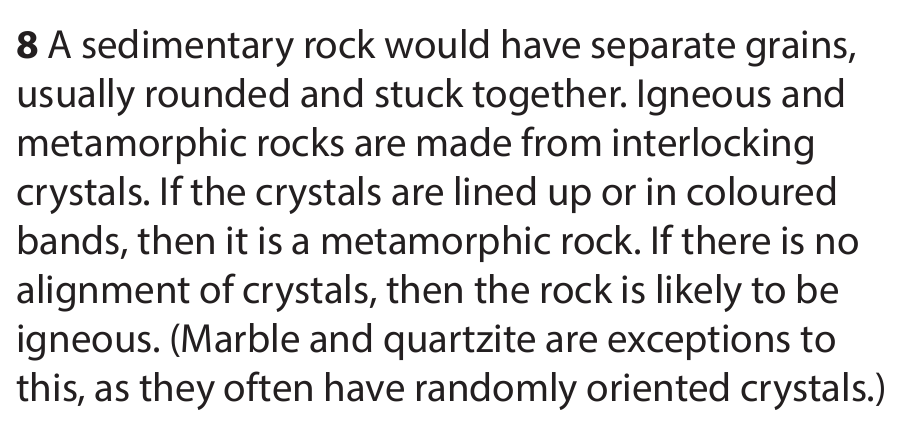 8 A sedimentary rock would have separate grains,
usually rounded and stuck together. Igneous and
metamorphic rocks are made from interlocking
crystals. If the crystals are lined up or in coloured
bands, then it is a metamorphic rock. If there is no
alignment of crystals, then the rock is likely to be
igneous. (Marble and quartzite are exceptions to
this, as they often have randomly oriented crystals.)